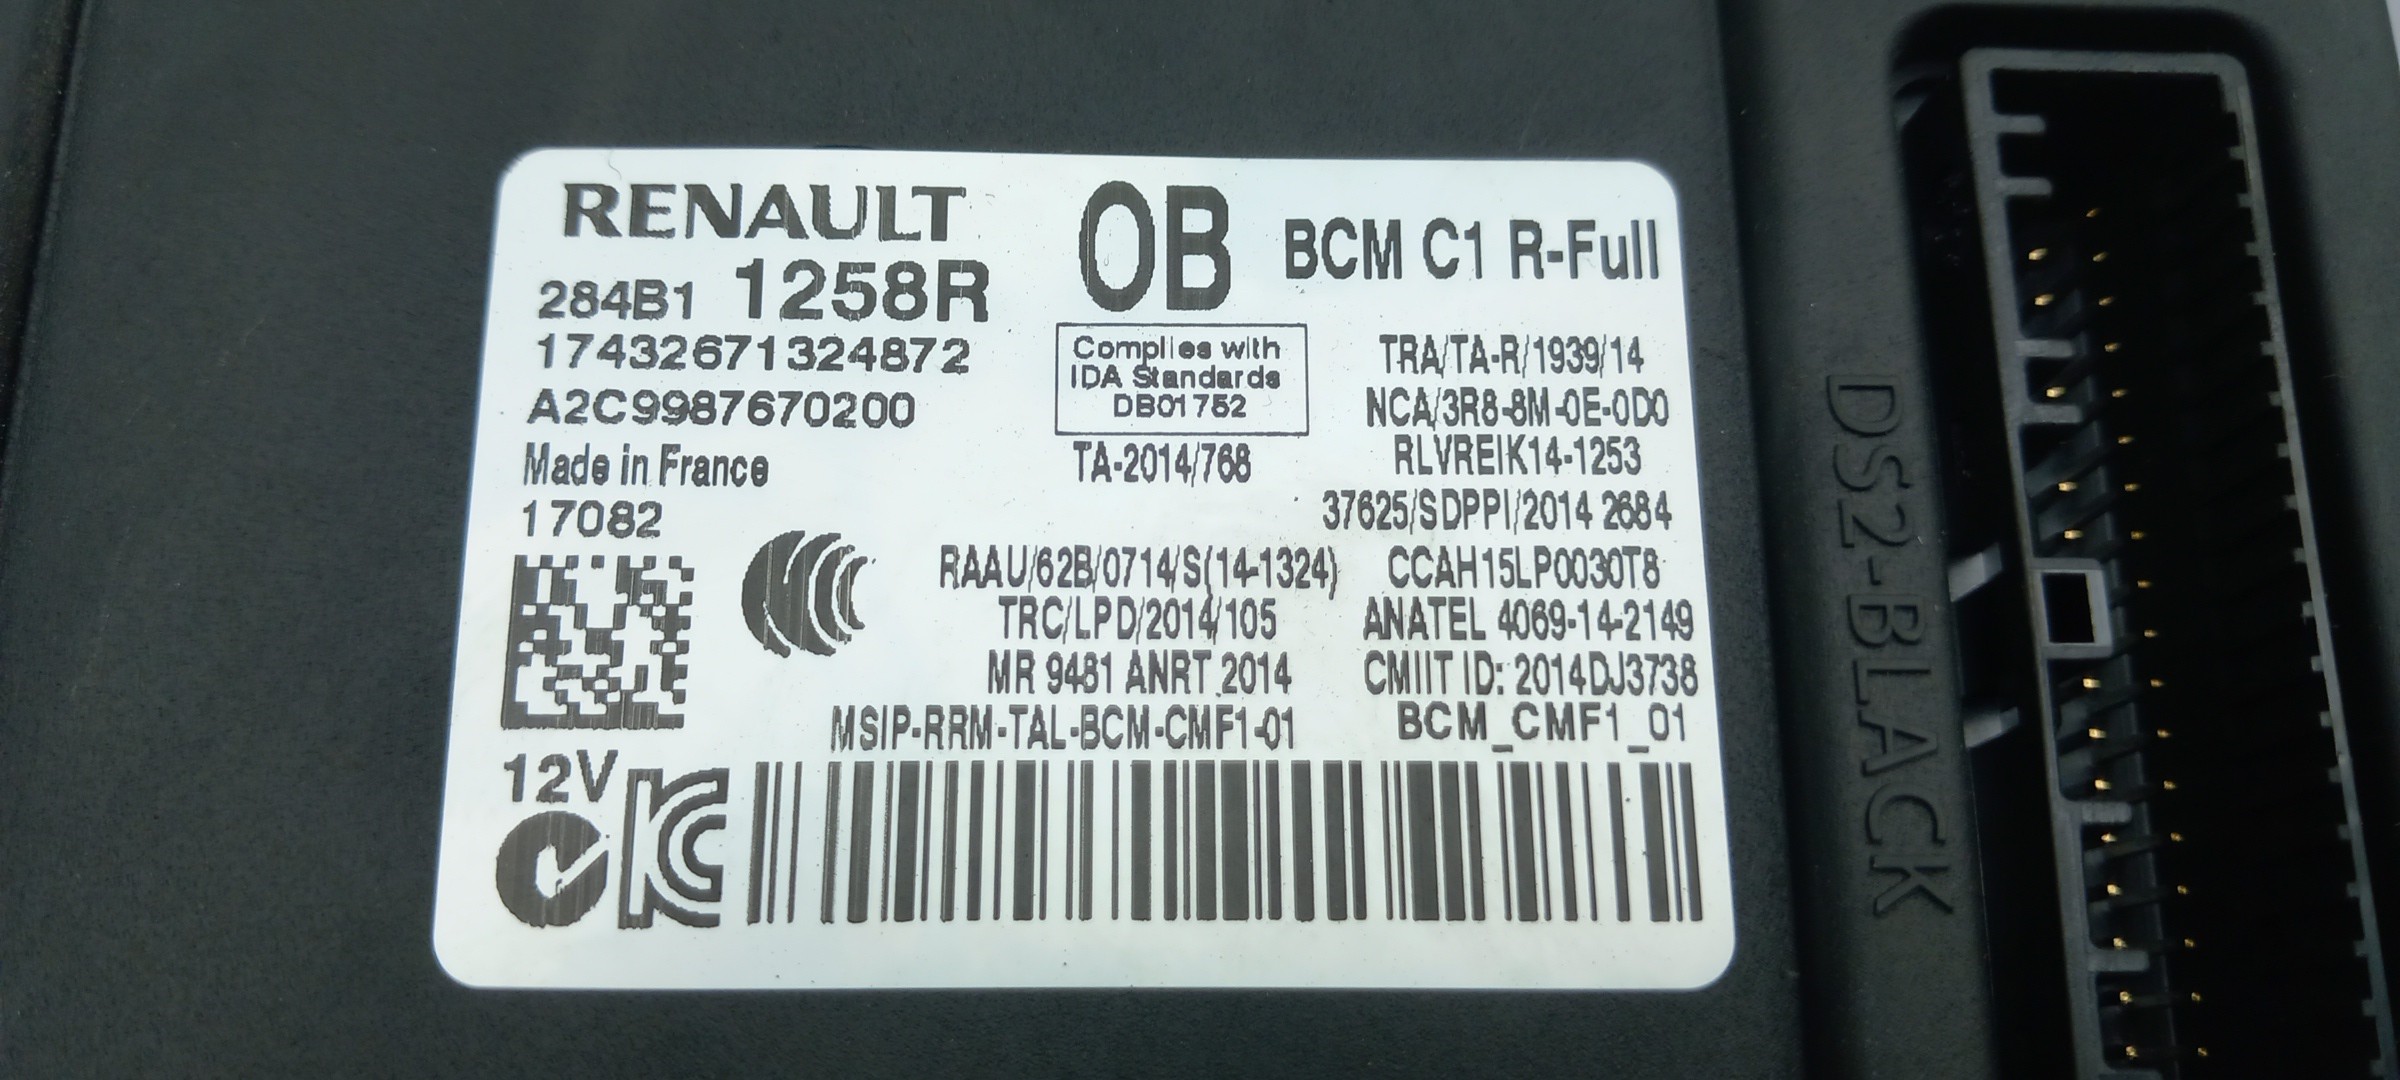 RENAULT
284B1 1258R
17432671324872
A2C9987670200
Made in France
17082
12V
0B
BCM C1 R-Full
Complies with
IDA Standards
DB01752
TA-2014/768
TRA/TA-R/1939/14
NCA/3R8-8M-0E-0D0
RLVREIK14-1253
37625/SDPPI/2014 2684
RAAU/62B/0714/S(14-1324) CCAH15LP0030T8
TRC/LPD/2014/105 ANATEL 4069-14-2149
MR 9481 ANRT 2014 CMIIT ID: 2014DJ3738
MSIP-RRM-TAL-BCM-CMF1-01 BCM_CMF1_01
DS2-BLACK